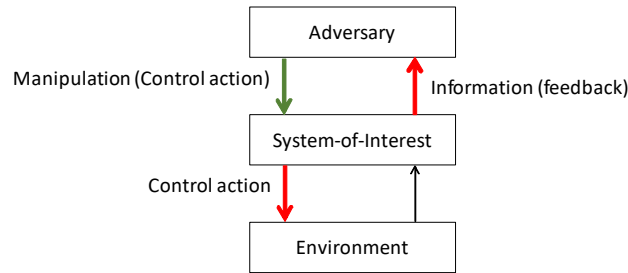 Adversary
Manipulation (Control action)
Information (feedback)
System-of-Interest
Control action
Environment